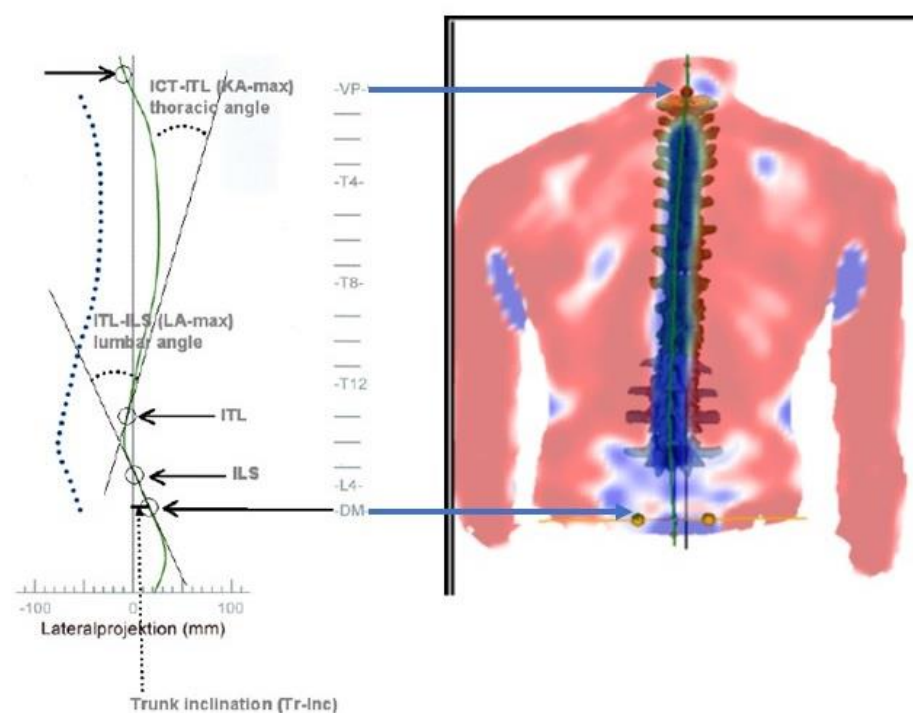 ICT-ITL (KA-max)
thoracic angle
-VP-
-T4-
-T8-
ITL-ILS (LA-max)
lumbar angle
-T12
ITL
ILS
-L4-
-DM-
-100
0
100
Lateralprojektion (mm)
Trunk inclination (Tr-Inc)